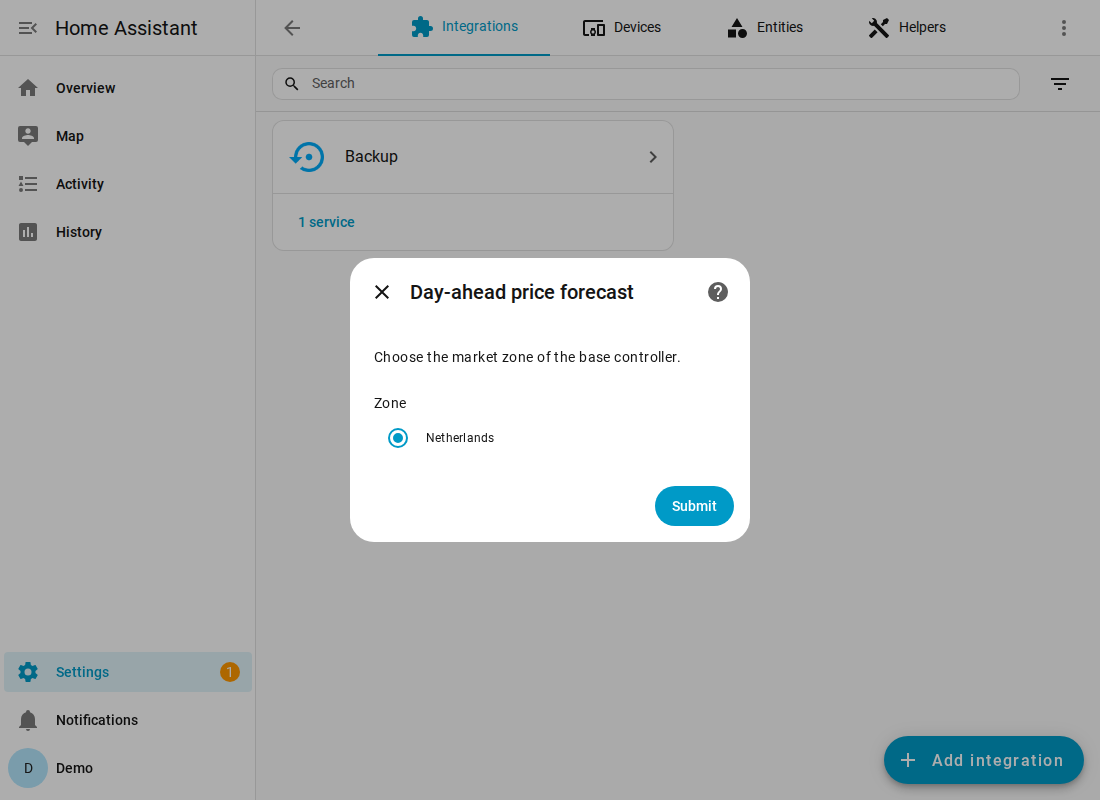 Home Assistant
Integrations
Devices
Entities
Helpers
Overview
Map
Activity
History
Search
Backup
1 service
Day-ahead price forecast
Choose the market zone of the base controller.
Zone
Netherlands
Submit
Settings
1
Notifications
D
Demo
Add integration